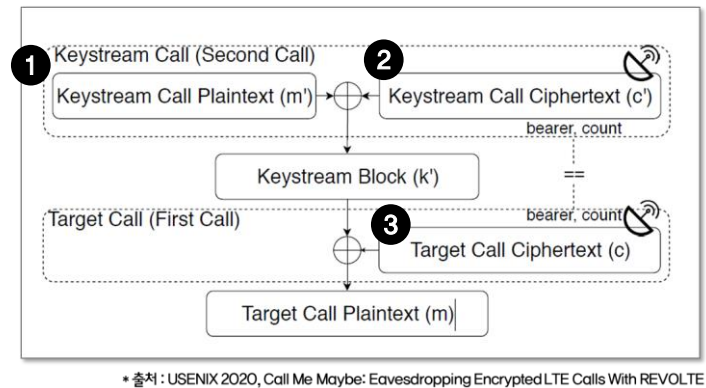 Keystream Call (Second Call)
1
2
Keystream Call Plaintext (m')
Keystream Call Ciphertext (c')
bearer, count
Keystream Block (k')
==
Target Call (First Call)
bearer, count
3
Target Call Ciphertext (c)
Target Call Plaintext (m)
* 출처 : USENIX 2020, Call Me Maybe: Eavesdropping Encrypted LTE Calls With REVOLTE